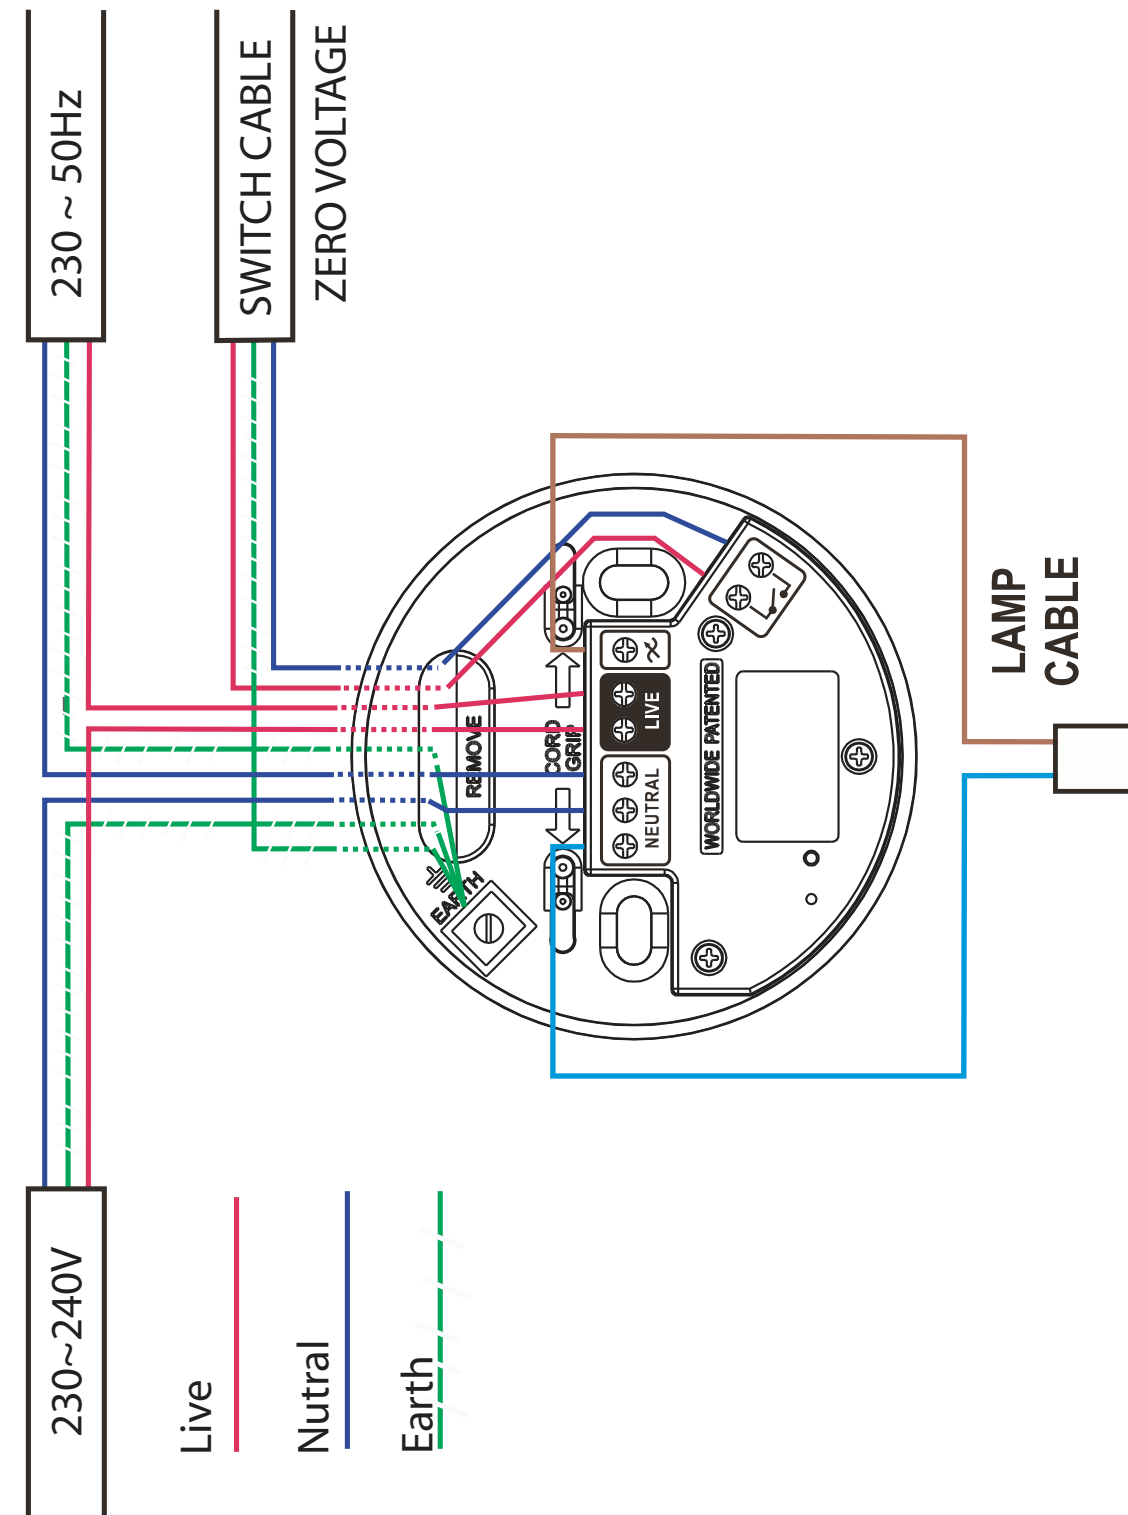 230 ~ 50Hz
SWITCH CABLE
ZERO VOLTAGE
REMOVE
CORD
GRIP
EARTH
LIVE
NEUTRAL
WORLDWIDE PATENTED
LAMP
CABLE
230~240V
Live
Nutral
Earth